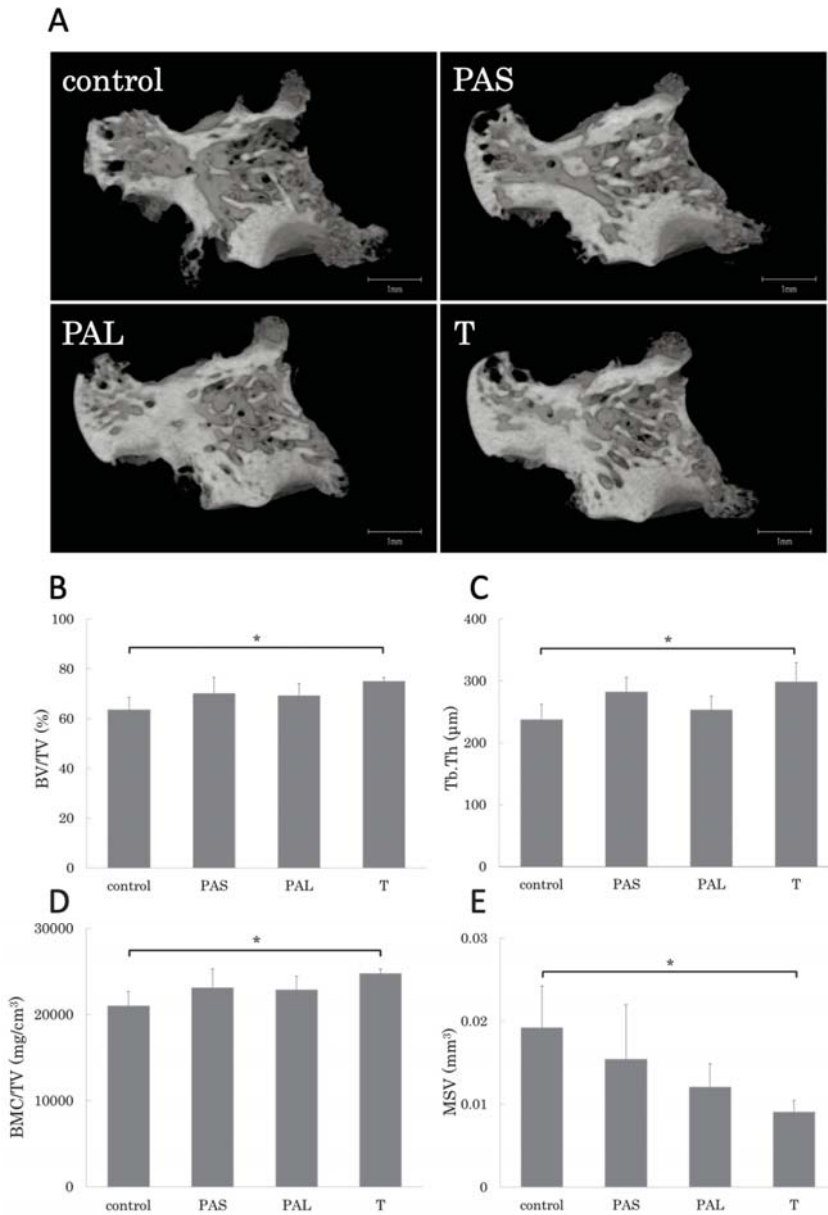 A
control
PAS
1mm
1mm
PAL
T
1mm
1mm
B
100
80
60
40
20
0
BV/TV (%)
*
control PAS PAL T
C
400
300
200
100
0
Tb.Th (μm)
*
control PAS PAL T
D
30000
20000
10000
0
BMC/TV (mg/cm³)
*
control PAS PAL T
E
0.03
0.02
0.01
0
MSV (mm³)
*
control PAS PAL T